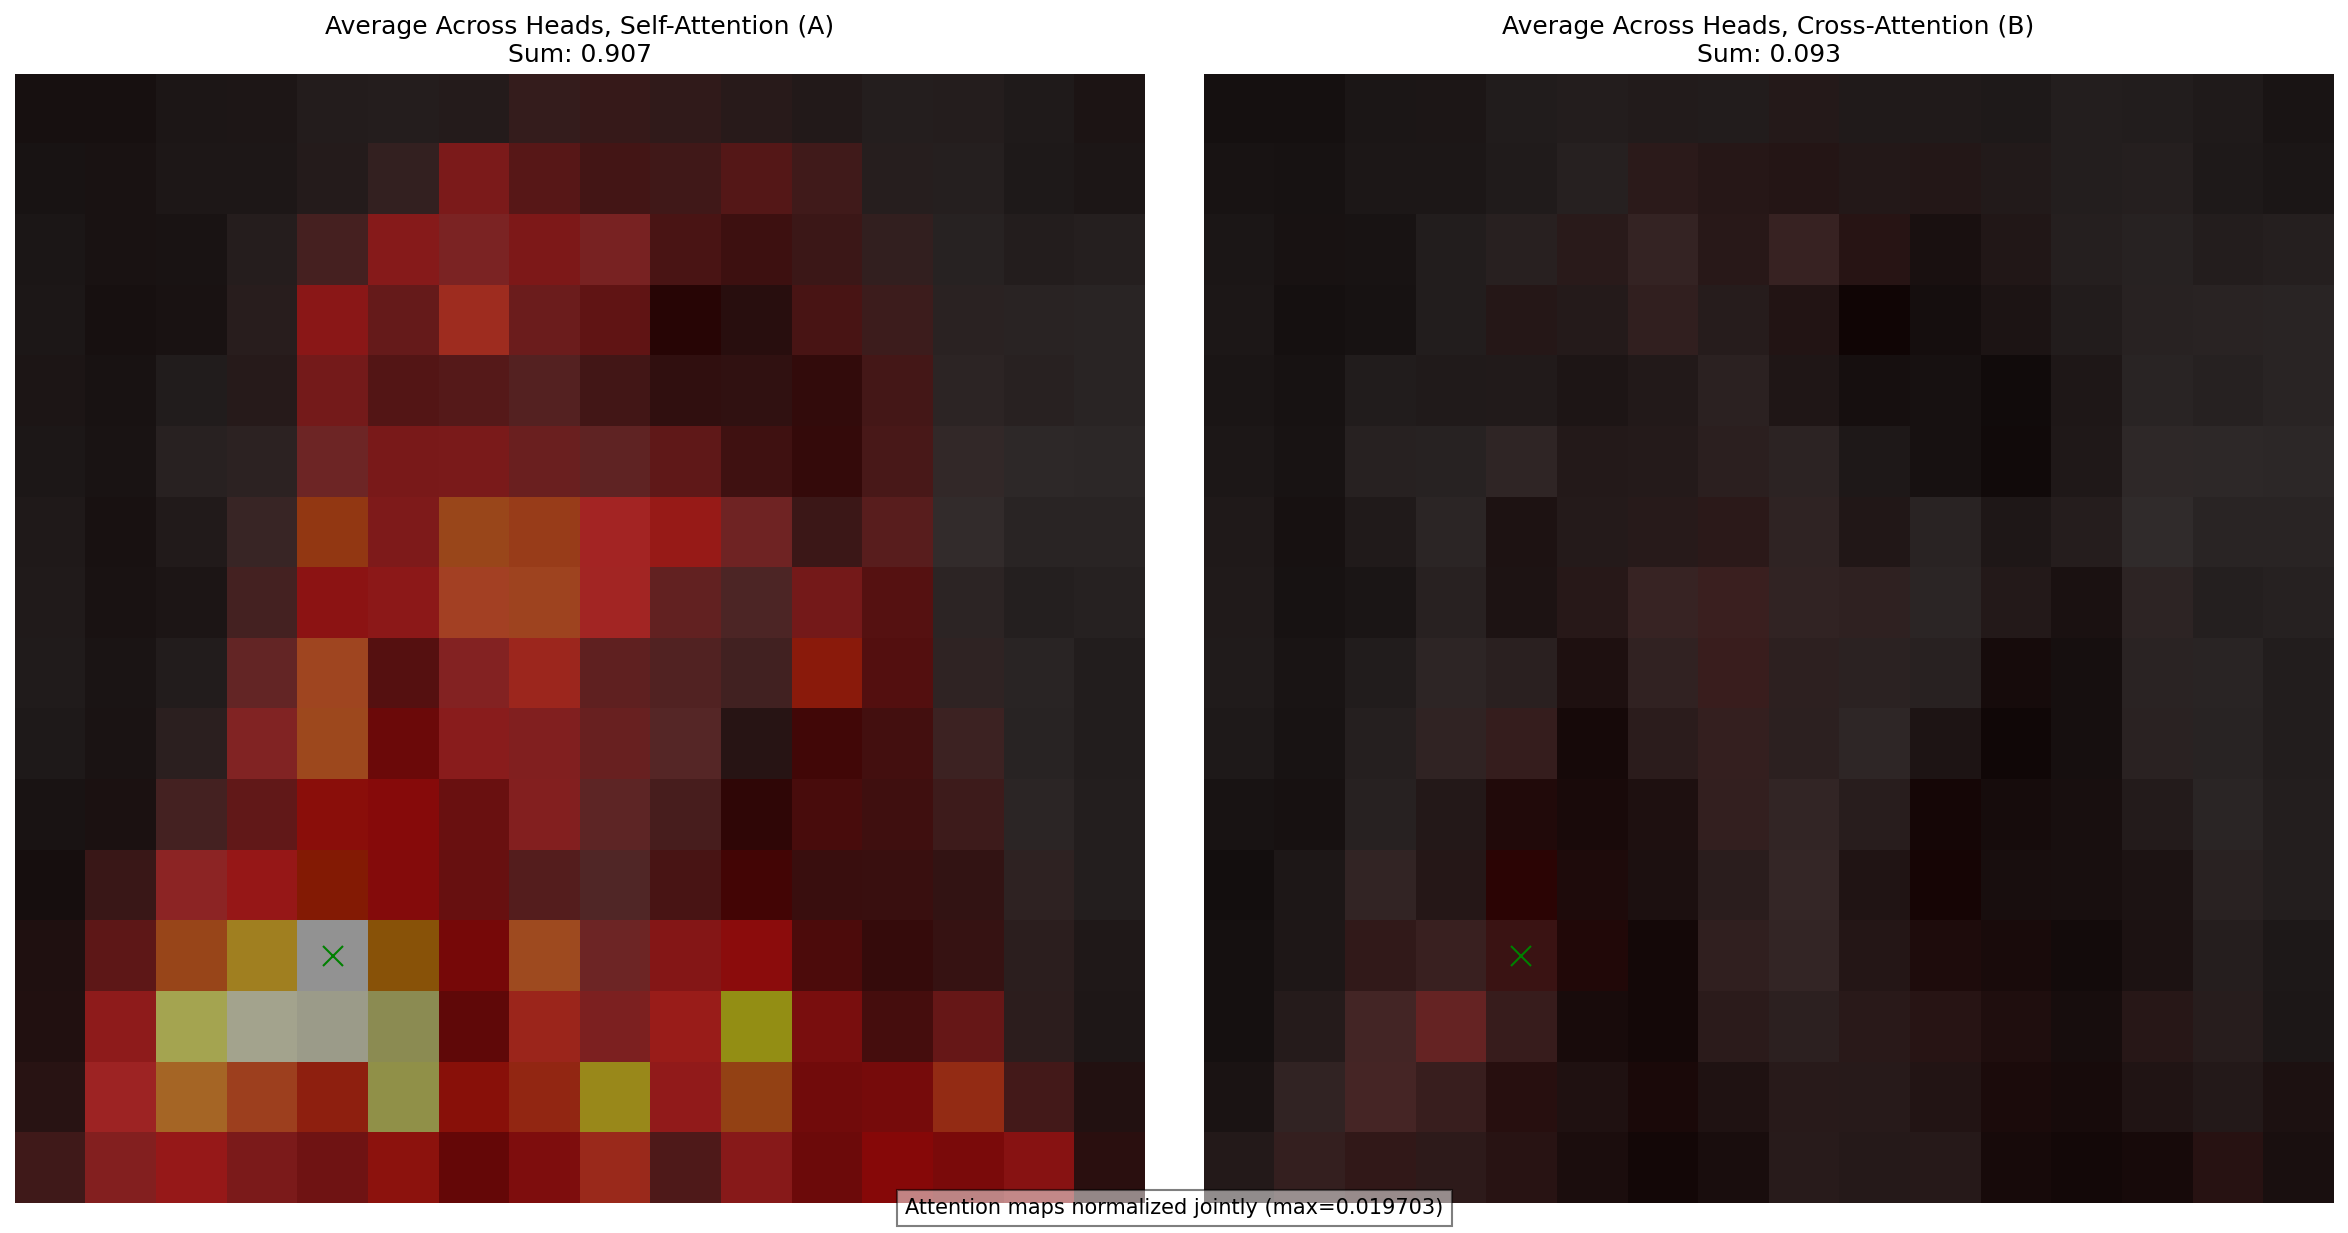 Average Across Heads, Self-Attention (A)
Sum: 0.907
Average Across Heads, Cross-Attention (B)
Sum: 0.093
Attention maps normalized jointly (max=0.019703)